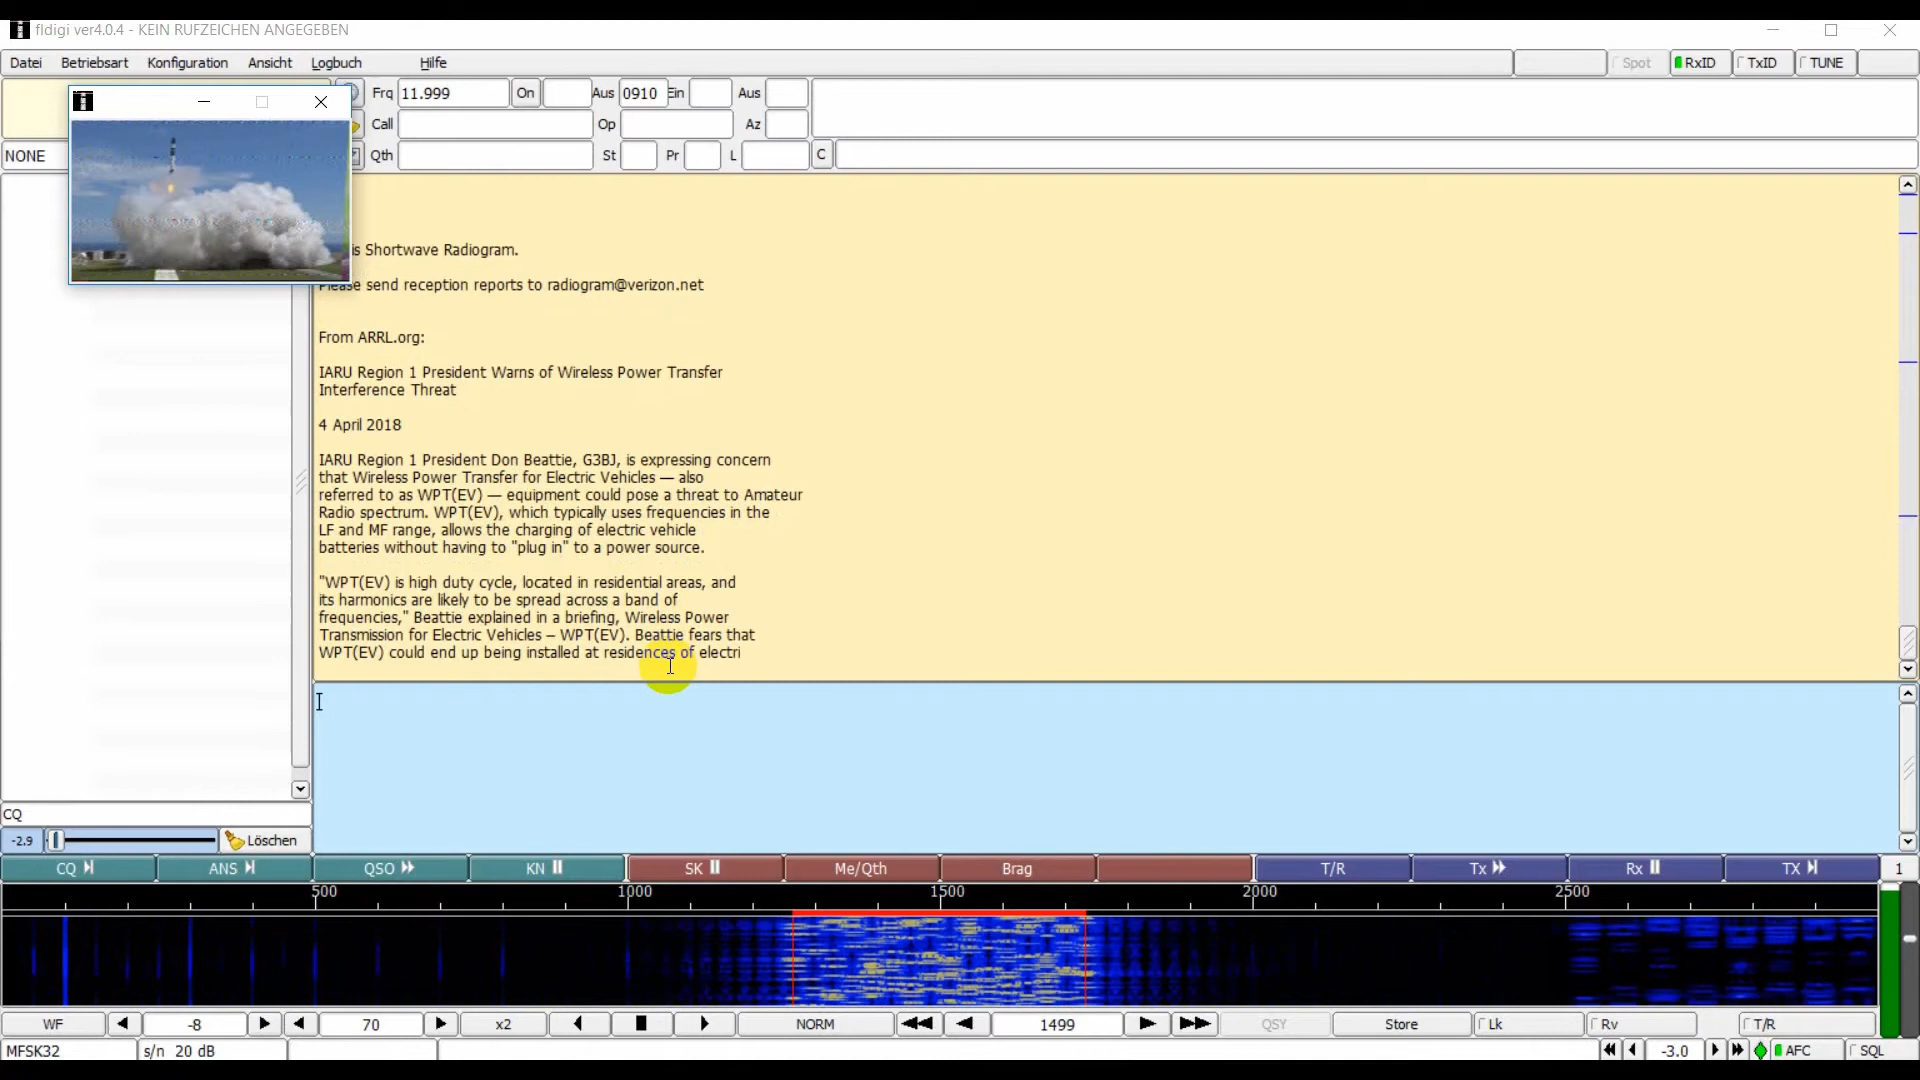 fldigi ver4.0.4 - KEIN RUFZEICHEN ANGEGEBEN
Datei Betriebsart Konfiguration Ansicht Logbuch Hilfe
Spot RxID TxID TUNE
Frq 11.999 On Aus 0910 Ein Aus
Call Op Az
NONE Qth St Pr L C
is Shortwave Radiogram.
Please send reception reports to radiogram@verizon.net
From ARRL.org:
IARU Region 1 President Warns of Wireless Power Transfer
Interference Threat
4 April 2018
IARU Region 1 President Don Beattie, G3BJ, is expressing concern
that Wireless Power Transfer for Electric Vehicles — also
referred to as WPT(EV) — equipment could pose a threat to Amateur
Radio spectrum. WPT(EV), which typically uses frequencies in the
LF and MF range, allows the charging of electric vehicle
batteries without having to "plug in" to a power source.
"WPT(EV) is high duty cycle, located in residential areas, and
its harmonics are likely to be spread across a band of
frequencies," Beattie explained in a briefing, Wireless Power
Transmission for Electric Vehicles – WPT(EV). Beattie fears that
WPT(EV) could end up being installed at residences of electri
CQ
-2.9 Löschen
CQ ANS QSO KN SK Me/Qth Brag T/R Tx Rx TX 1
500 1000 1500 2000 2500
WF -8 70 x2 NORM 1499 QSY Store Lk Rv T/R
MFSK32 s/n 20 dB -3.0 AFC SQL